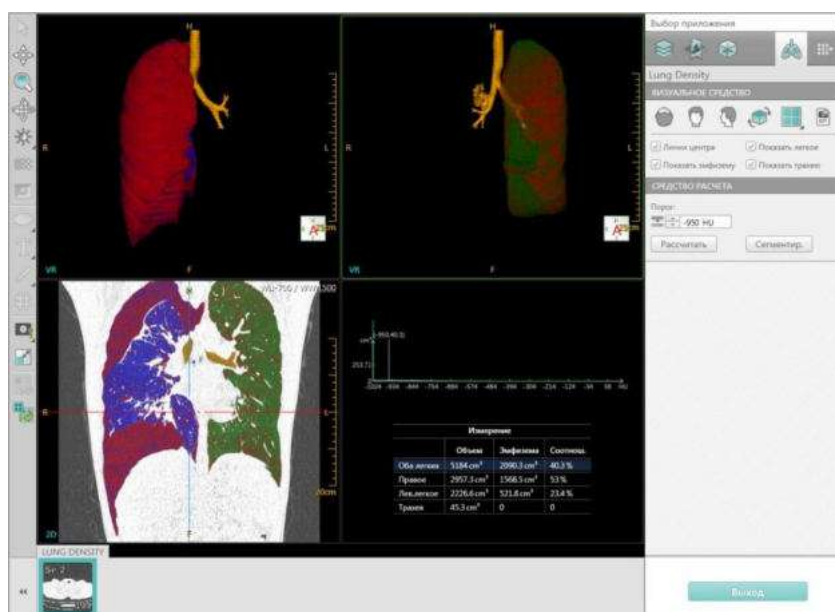 Выбор приложения
Lung Density
ВИЗУАЛЬНОЕ СРЕДСТВО
Линии центра
Показать легкое
Показать эмфизему
Показать трахею
СРЕДСТВО РАСЧЕТА
Порог:
-950 HU
Рассчитать
Сегментир.
H
R
L
VR
F
H
R
L
VR
F
R
L
20cm
2D
F
HU
Измерение
Объем Эмфизема Соотнош.
Оба легких 5184 cm³ 2090.3 cm³ 40.3 %
Правое 2957.3 cm³ 1568.5 cm³ 53 %
Лев.легкое 2226.6 cm³ 521.8 cm³ 23.4 %
Трахея 45.3 cm³ 0 0
LUNG DENSITY
Выход